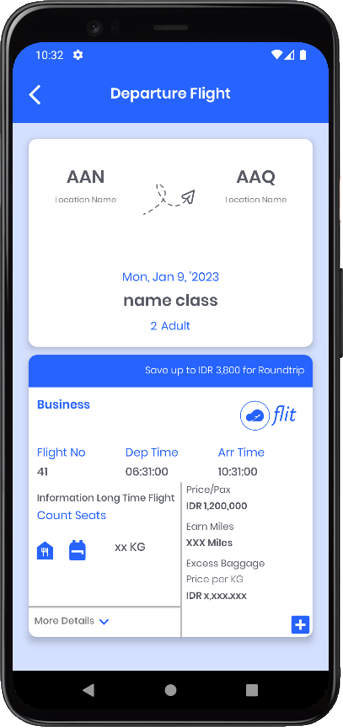 10:32
Departure Flight
AAN AAQ
Location Name Location Name
Mon, Jan 9, '2023
name class
2 Adult
Save up to IDR 3,800 for Roundtrip
Business
flit
Flight No Dep Time Arr Time
41 06:31:00 10:31:00
Information Long Time Flight
Count Seats
xx KG
More Details
Price/Pax
IDR 1,200,000
Earn Miles
XXX Miles
Excess Baggage
Price per KG
IDR x,xxx.xxx